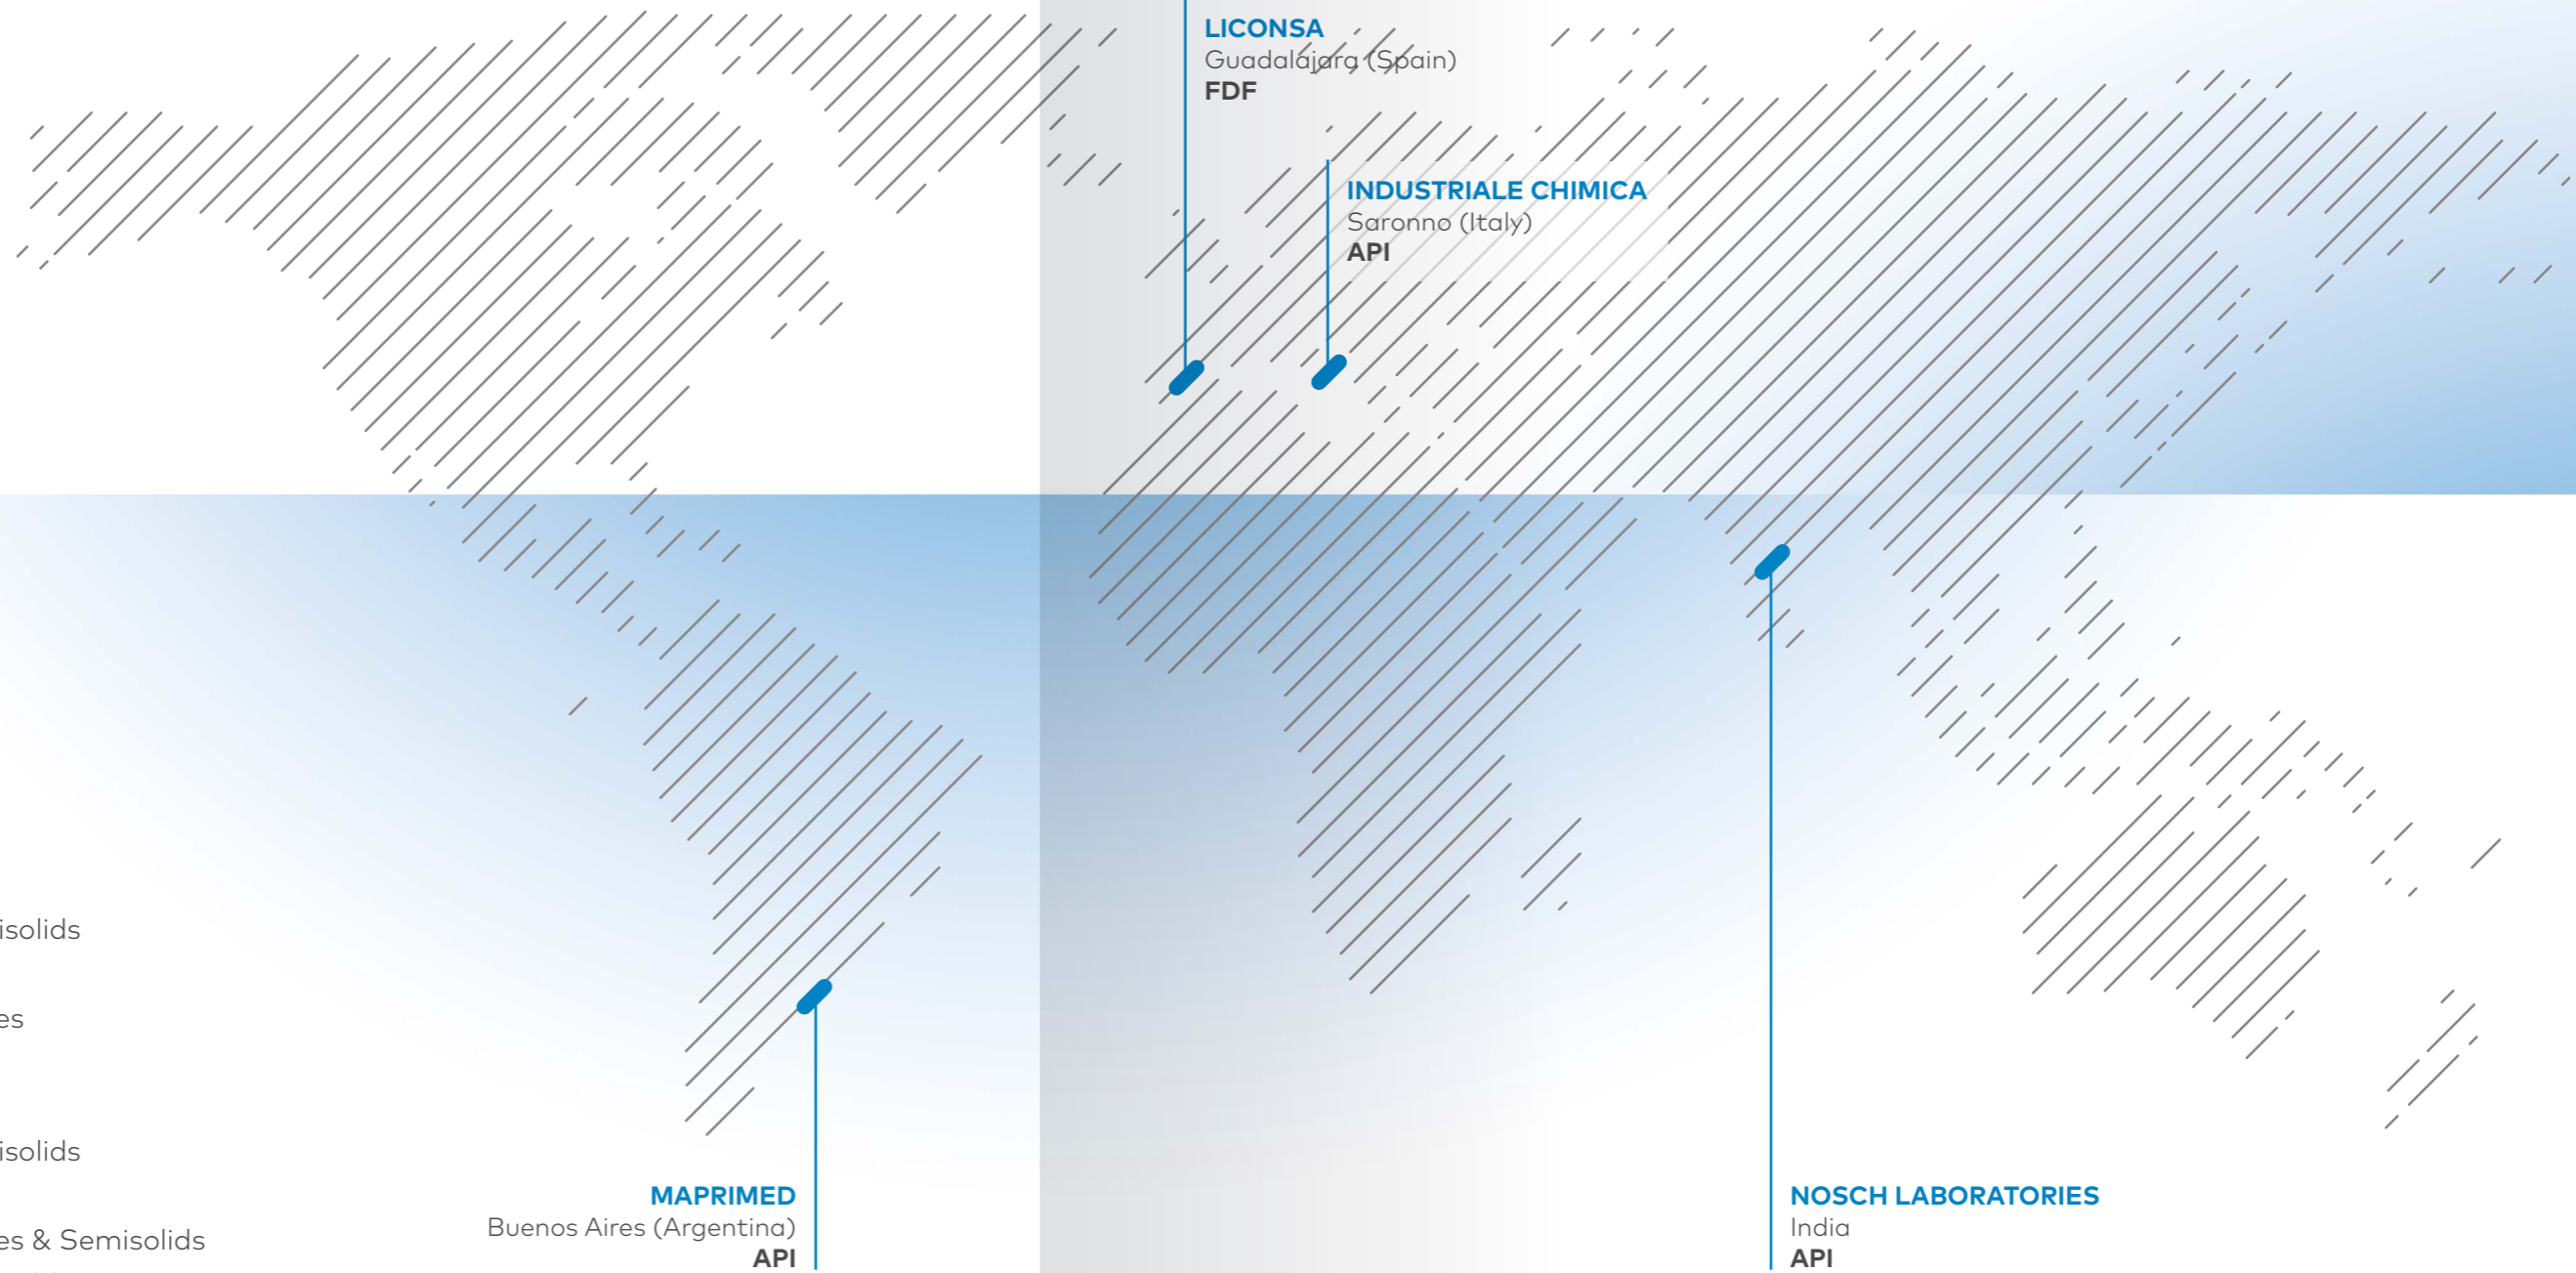 LICONSA
Guadalajara (Spain)
FDF
INDUSTRIALE CHIMICA
Saronno (Italy)
API
isolids
es
isolids
es & Semisolids
MAPRIMED
Buenos Aires (Argentina)
API
NOSCH LABORATORIES
India
API